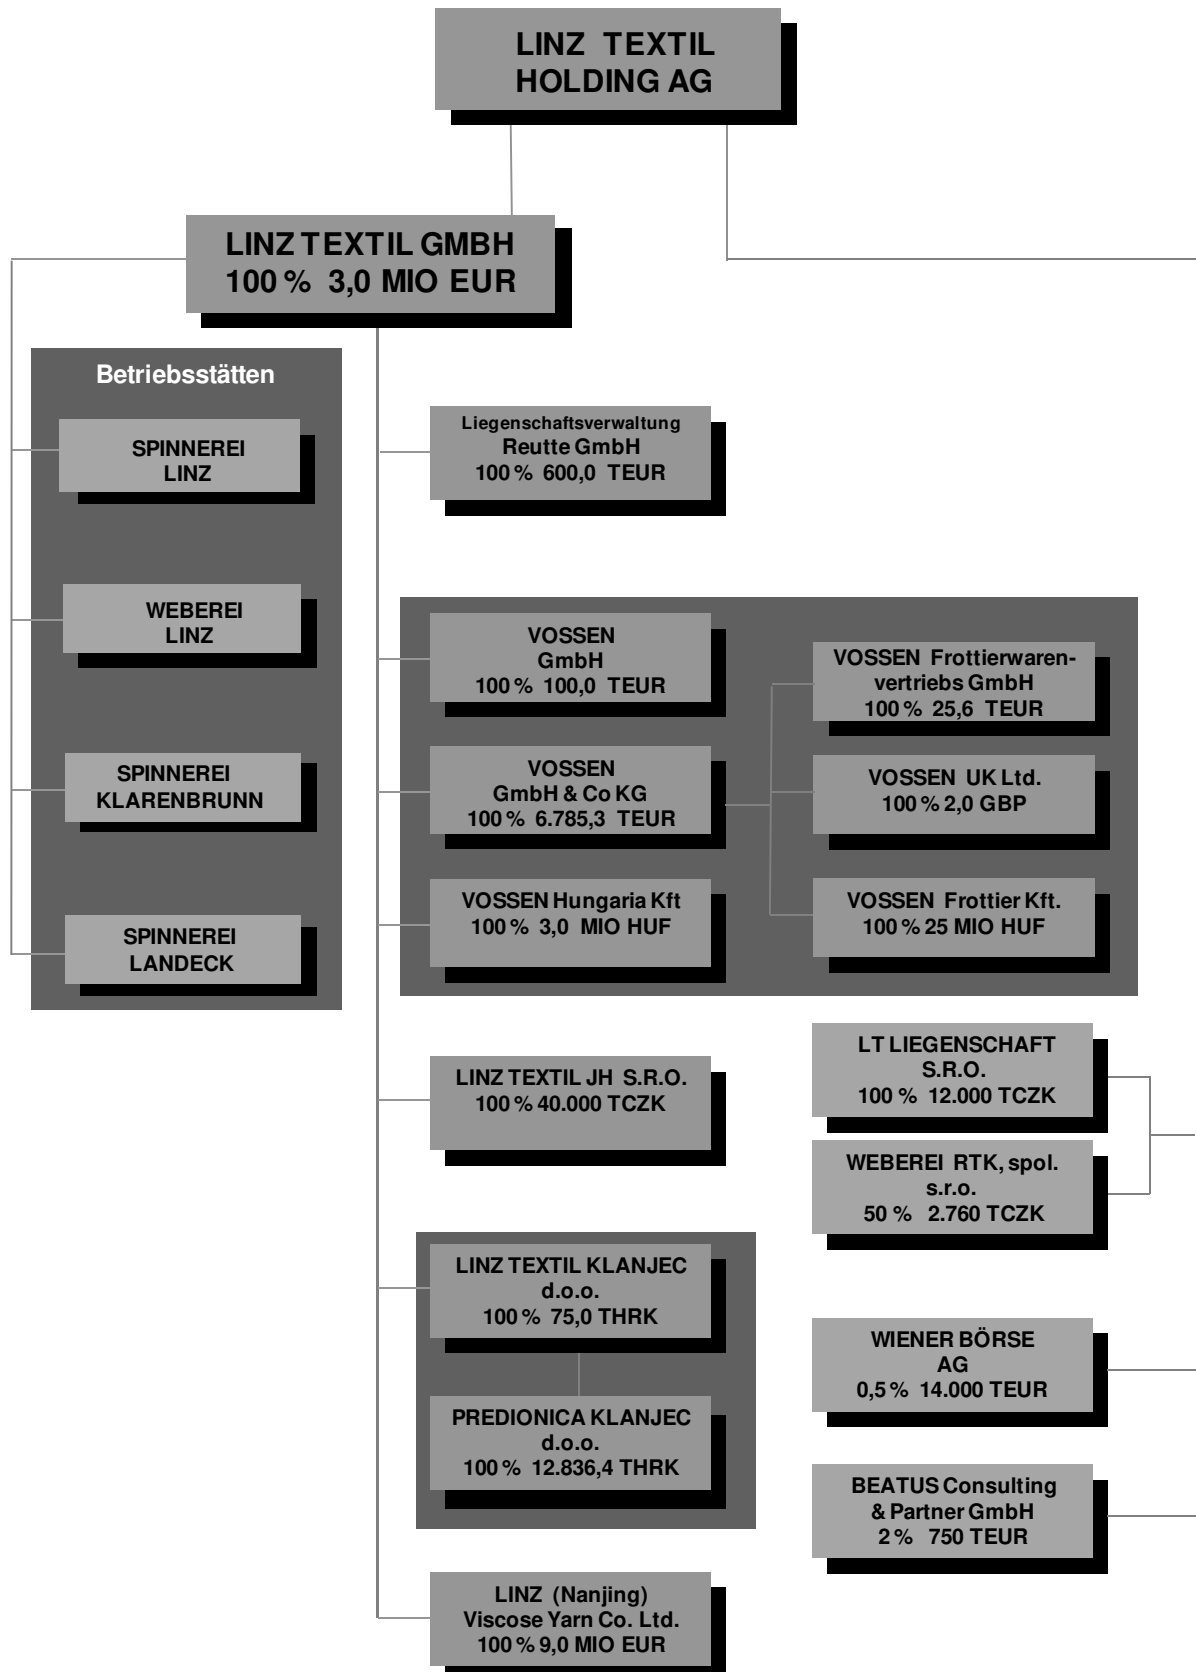 LINZ TEXTIL
HOLDING AG
LINZ TEXTIL GMBH
100 % 3,0 MIO EUR
Betriebsstätten
SPINNEREI
LINZ
WEBEREI
LINZ
SPINNEREI
KLARENBRUNN
SPINNEREI
LANDECK
Liegenschaftsverwaltung
Reutte GmbH
100 % 600,0 TEUR
VOSSEN
GmbH
100 % 100,0 TEUR
VOSSEN
GmbH & Co KG
100 % 6.785,3 TEUR
VOSSEN Hungaria Kft
100 % 3,0 MIO HUF
VOSSEN Frottierwaren-
vertriebs GmbH
100 % 25,6 TEUR
VOSSEN UK Ltd.
100 % 2,0 GBP
VOSSEN Frottier Kft.
100 % 25 MIO HUF
LINZ TEXTIL JH S.R.O.
100 % 40.000 TCZK
LINZ TEXTIL KLANJEC
d.o.o.
100 % 75,0 THRK
PREDIONICA KLANJEC
d.o.o.
100 % 12.836,4 THRK
LINZ (Nanjing)
Viscose Yarn Co. Ltd.
100 % 9,0 MIO EUR
LT LIEGENSCHAFT
S.R.O.
100 % 12.000 TCZK
WEBEREI RTK, spol.
s.r.o.
50 % 2.760 TCZK
WIENER BÖRSE
AG
0,5 % 14.000 TEUR
BEATUS Consulting
& Partner GmbH
2 % 750 TEUR